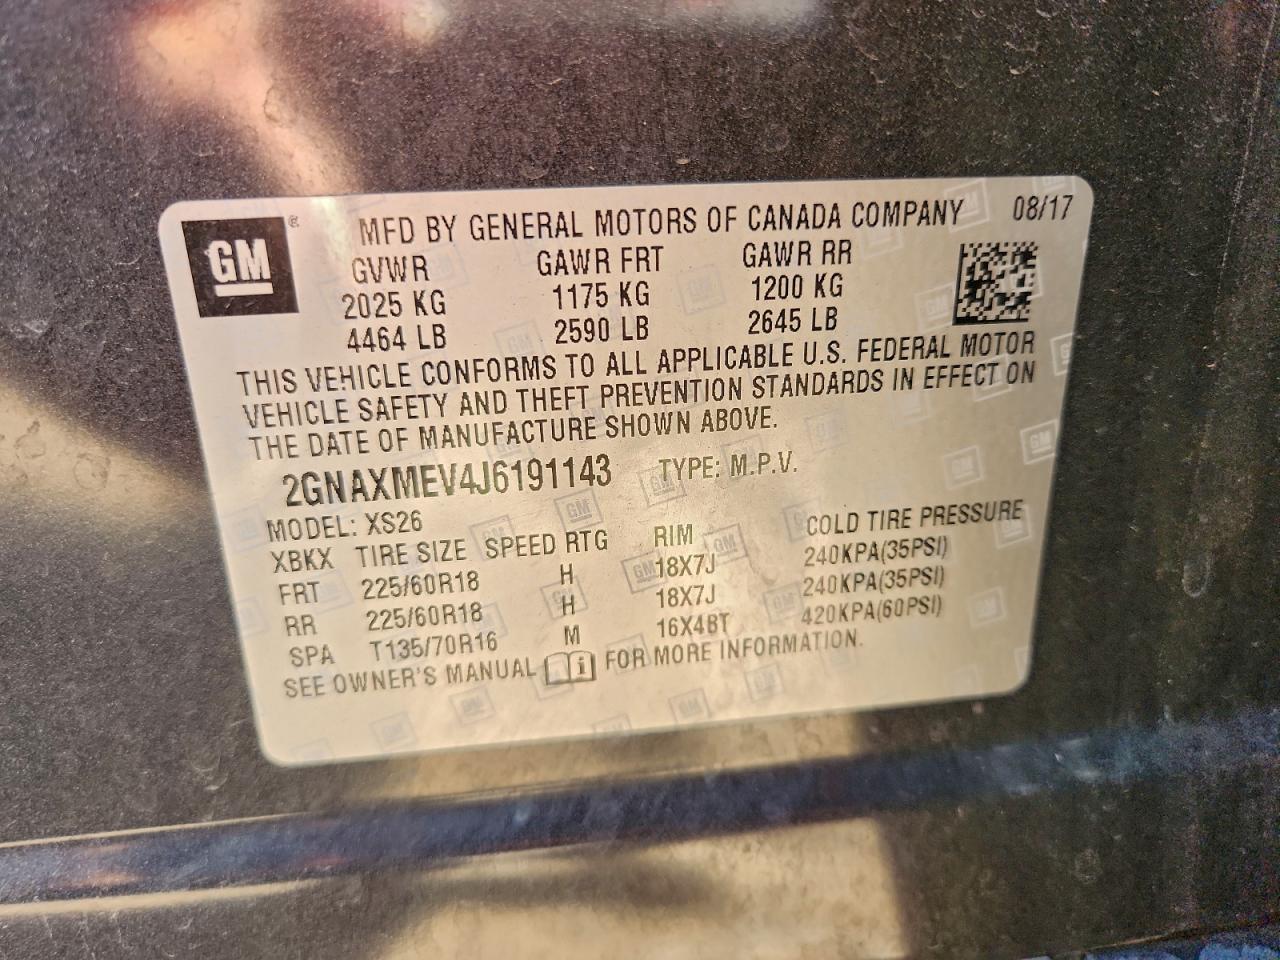 GM ® MFD BY GENERAL MOTORS OF CANADA COMPANY 08/17
GVWR GAWR FRT GAWR RR
2025 KG 1175 KG 1200 KG
4464 LB 2590 LB 2645 LB
THIS VEHICLE CONFORMS TO ALL APPLICABLE U.S. FEDERAL MOTOR
VEHICLE SAFETY AND THEFT PREVENTION STANDARDS IN EFFECT ON
THE DATE OF MANUFACTURE SHOWN ABOVE.
2GNAXMEV4J6191143 TYPE: M.P.V.
MODEL: XS26
XBKX TIRE SIZE SPEED RTG RIM COLD TIRE PRESSURE
FRT 225/60R18 H 18X7J 240KPA(35PSI)
RR 225/60R18 H 18X7J 240KPA(35PSI)
SPA T135/70R16 M 16X4BT 420KPA(60PSI)
SEE OWNER'S MANUAL i FOR MORE INFORMATION.